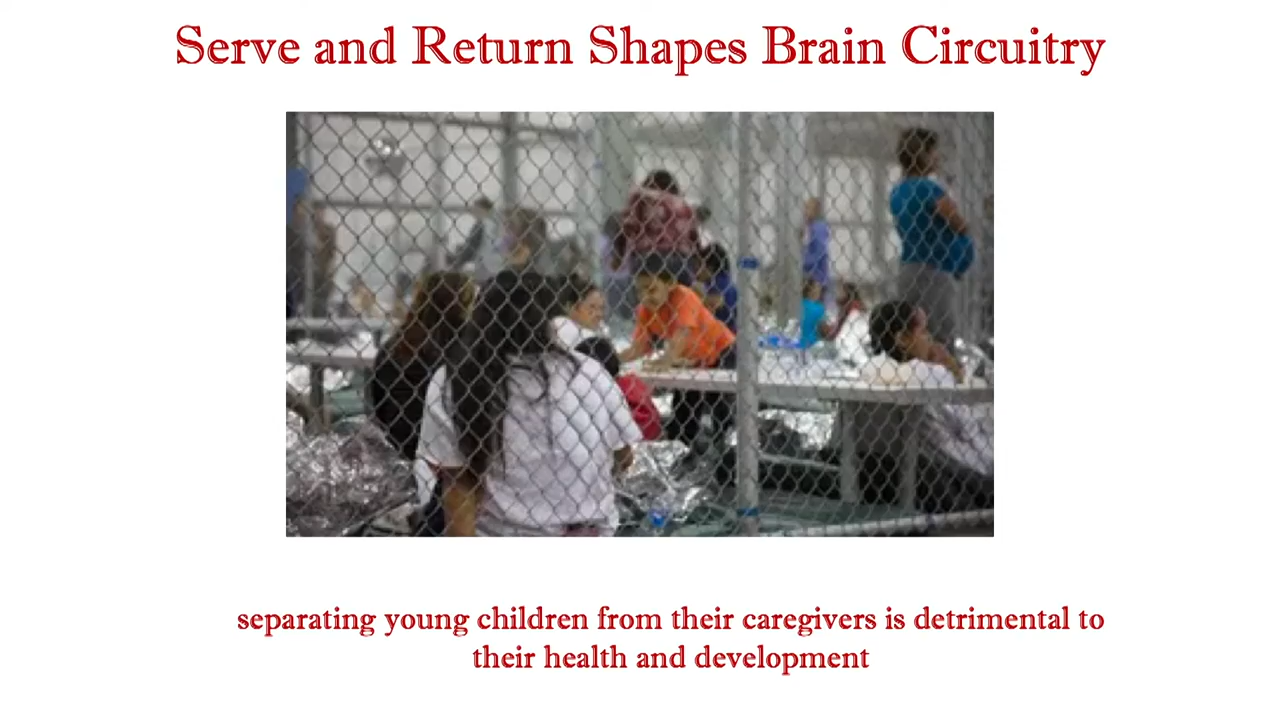 Serve and Return Shapes Brain Circuitry
separating young children from their caregivers is detrimental to
their health and development